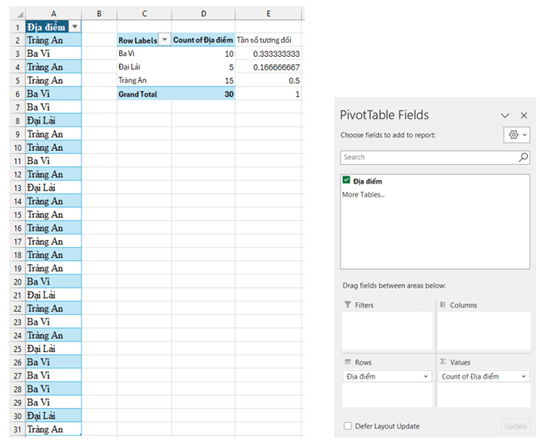 A B C D E
1 Địa điểm
2 Tràng An Row Labels Count of Địa điểm Tần số tương đối
3 Ba Vì Ba Vì 10 0.333333333
4 Tràng An Đại Lải 5 0.166666667
5 Tràng An Tràng An 15 0.5
6 Ba Vì Grand Total 30 1
7 Ba Vì
8 Đại Lải
9 Tràng An
10 Tràng An
11 Ba Vì
12 Tràng An
13 Đại Lải
14 Tràng An
15 Tràng An
16 Tràng An
17 Tràng An
18 Tràng An
19 Tràng An
20 Ba Vì
21 Đại Lải
22 Tràng An
23 Ba Vì
24 Tràng An
25 Đại Lải
26 Ba Vì
27 Ba Vì
28 Ba Vì
29 Ba Vì
30 Đại Lải
31 Tràng An
PivotTable Fields
Choose fields to add to report:
Search
Địa điểm
More Tables...
Drag fields between areas below:
Filters Columns
Rows Σ Values
Địa điểm Count of Địa điểm
Defer Layout Update Update